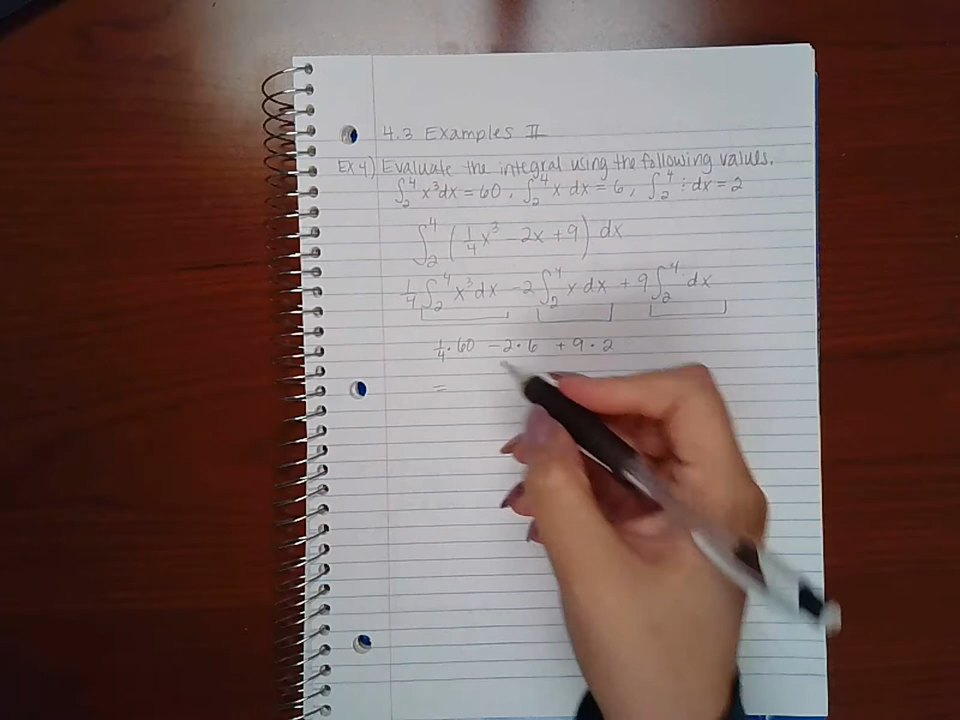 4.3 Examples II
EX 4) Evaluate the integral using the following values.
∫₂⁴ x³dx = 60, ∫₂⁴ x dx = 6, ∫₂⁴ dx = 2
∫₂⁴ (1/4 x³ - 2x + 9) dx
1/4 ∫₂⁴ x³dx - 2 ∫₂⁴ x dx + 9 ∫₂⁴ dx
1/4 · 60 - 2 · 6 + 9 · 2
=